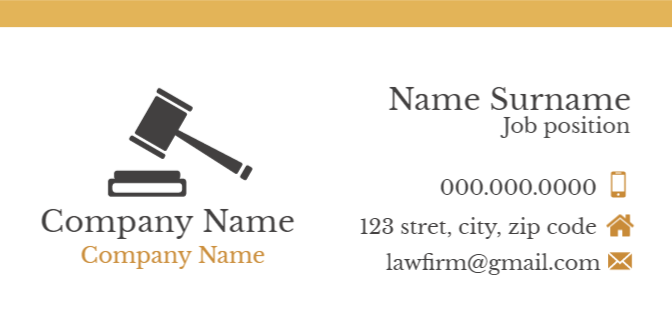 Company Name
Company Name
Name Surname
Job position
000.000.0000
123 stret, city, zip code
lawfirm@gmail.com